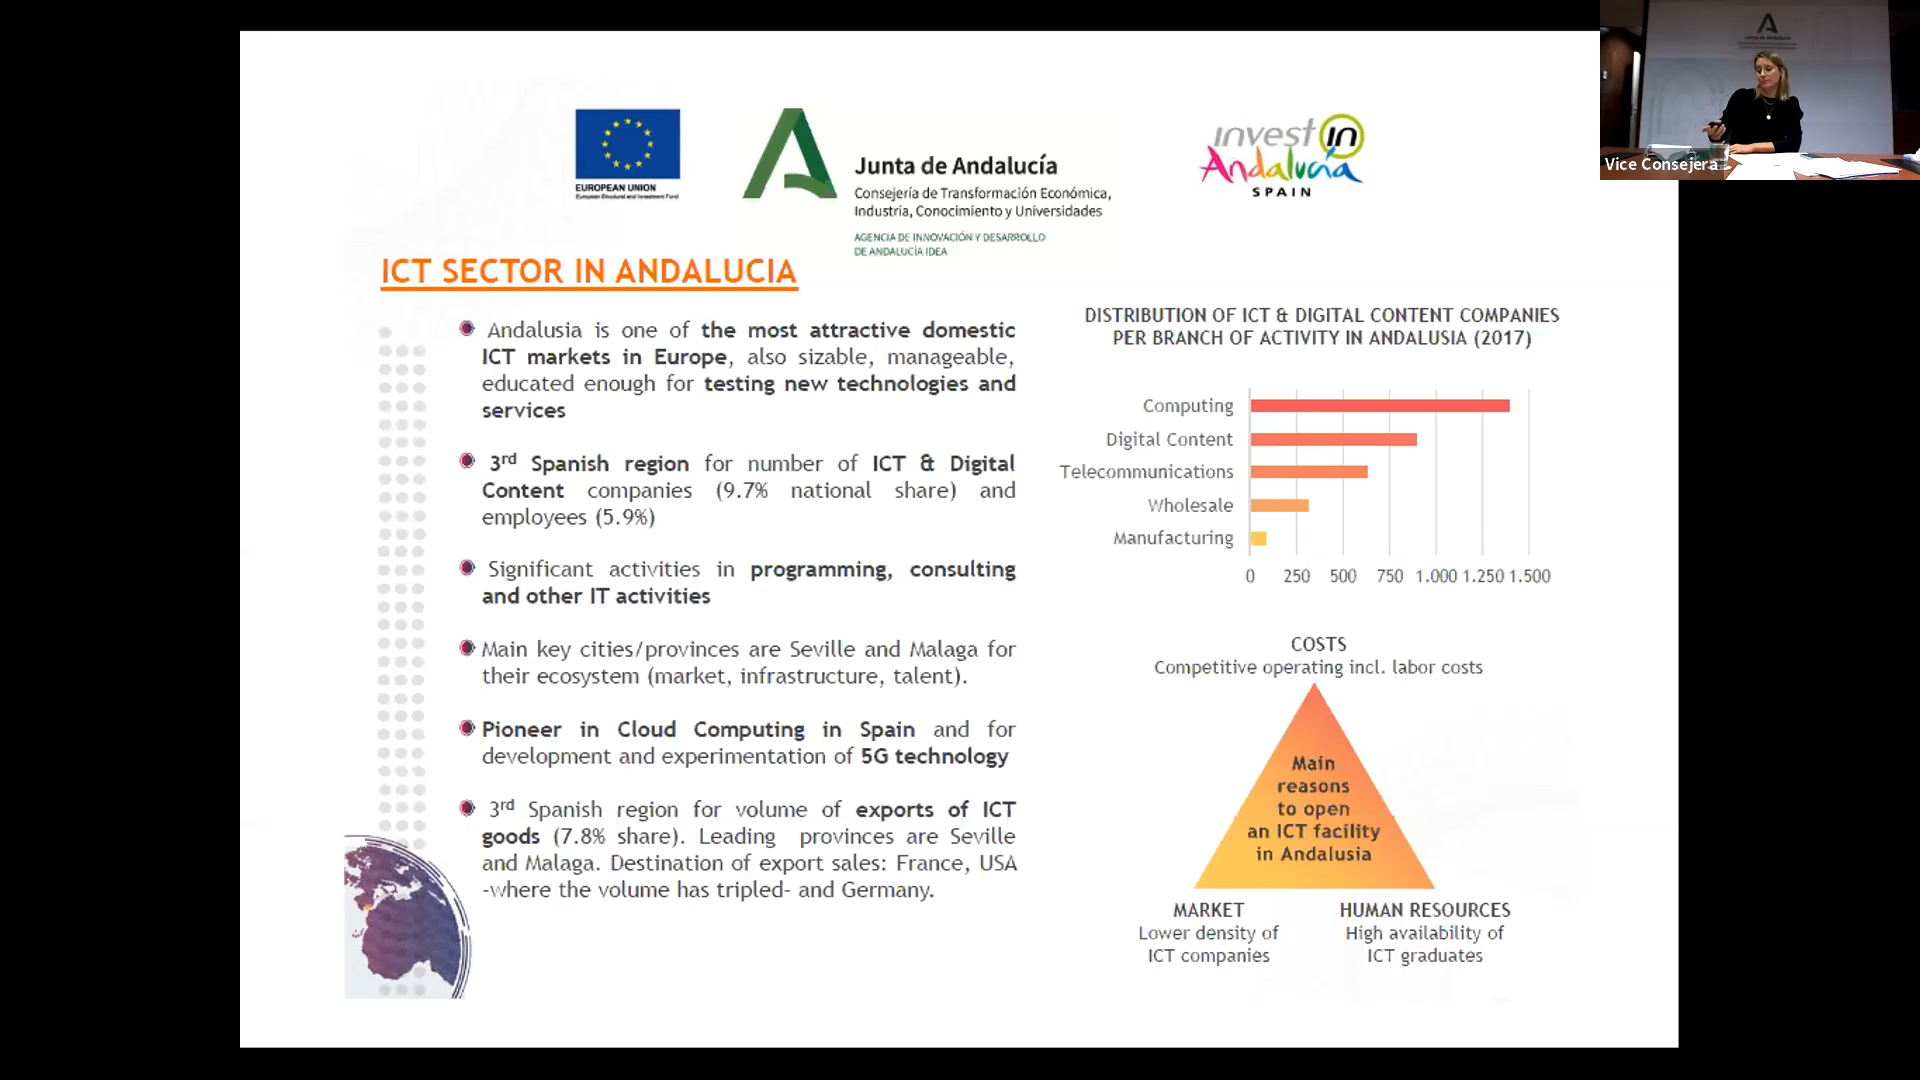 EUROPEAN UNION
European Structural and Investment Fund
Junta de Andalucía
Consejería de Transformación Económica,
Industria, Conocimiento y Universidades
AGENCIA DE INNOVACIÓN Y DESARROLLO
DE ANDALUCÍA IDEA
invest in
Andalucía
SPAIN
Junta de Andalucía
Vice Consejera
ICT SECTOR IN ANDALUCIA
Andalusia is one of the most attractive domestic
ICT markets in Europe, also sizable, manageable,
educated enough for testing new technologies and
services
3rd Spanish region for number of ICT & Digital
Content companies (9.7% national share) and
employees (5.9%)
Significant activities in programming, consulting
and other IT activities
Main key cities/provinces are Seville and Malaga for
their ecosystem (market, infrastructure, talent).
Pioneer in Cloud Computing in Spain and for
development and experimentation of 5G technology
3rd Spanish region for volume of exports of ICT
goods (7.8% share). Leading provinces are Seville
and Malaga. Destination of export sales: France, USA
-where the volume has tripled- and Germany.
DISTRIBUTION OF ICT & DIGITAL CONTENT COMPANIES
PER BRANCH OF ACTIVITY IN ANDALUSIA (2017)
Computing
Digital Content
Telecommunications
Wholesale
Manufacturing
0 250 500 750 1.000 1.250 1.500
COSTS
Competitive operating incl. labor costs
Main
reasons
to open
an ICT facility
in Andalusia
MARKET
Lower density of
ICT companies
HUMAN RESOURCES
High availability of
ICT graduates